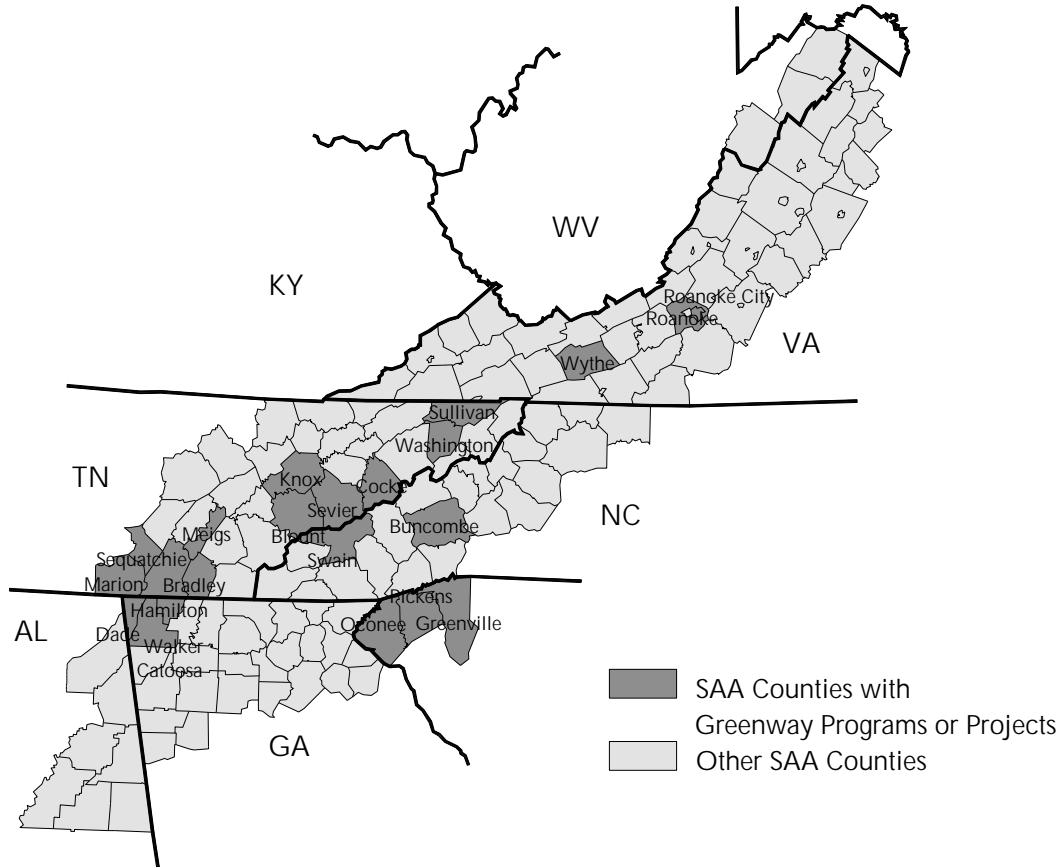 WV
KY
Roanoke City
Roanoke
VA
Wythe
Sullivan
Washington
TN
Knox
Cocke
Sevier
NC
Buncombe
Meigs
Blount
Sequatchie
Swain
Marion
Bradley
Pickens
Hamilton
AL
Dade
Oconee
Greenville
Walker
Catoosa
SAA Counties with
Greenway Programs or Projects
GA
Other SAA Counties